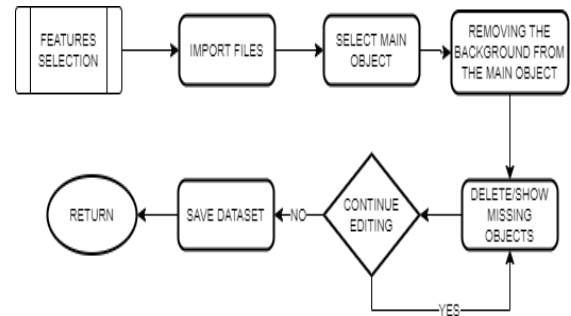 FEATURES
SELECTION
IMPORT FILES
SELECT MAIN
OBJECT
REMOVING THE
BACKGROUND FROM
THE MAIN OBJECT
DELETE/SHOW
MISSING
OBJECTS
CONTINUE
EDITING
YES
NO
SAVE DATASET
RETURN